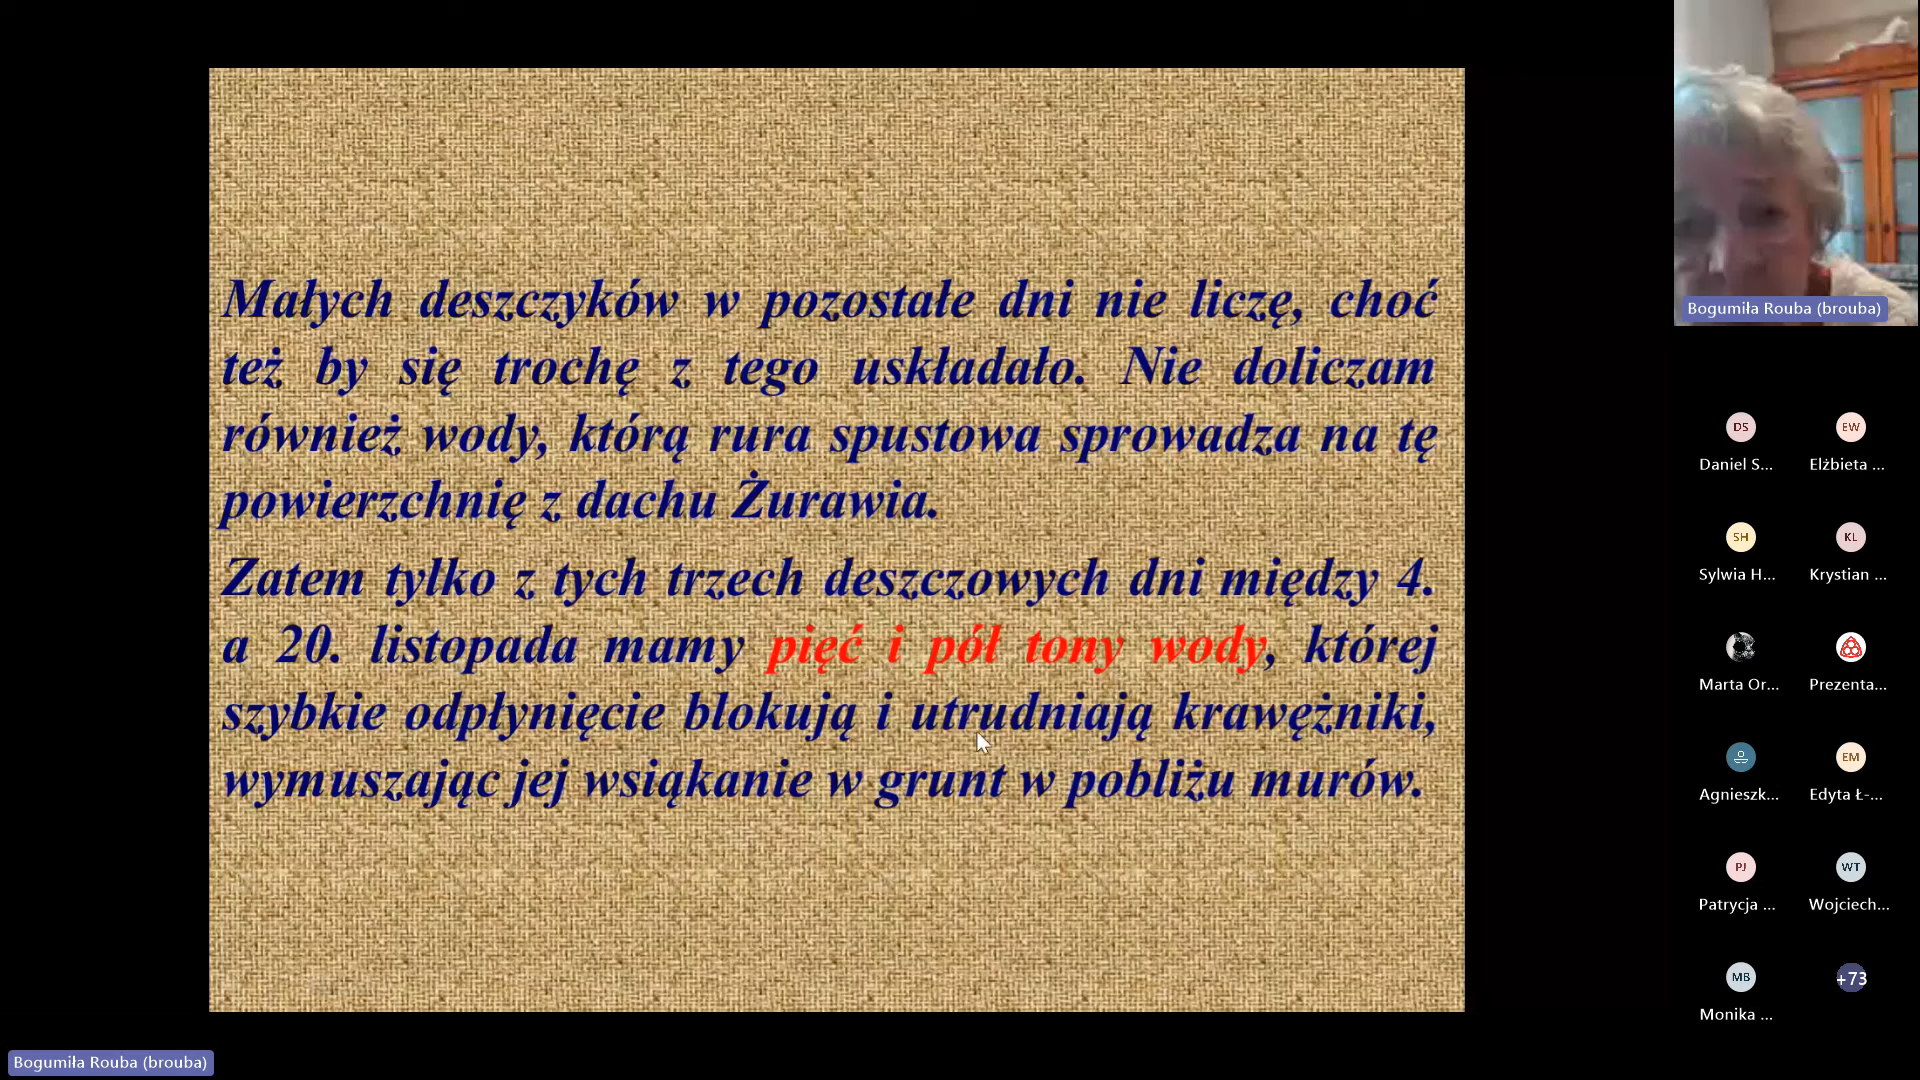 Małych deszczyków w pozostałe dni nie liczę, choć
też by się trochę z tego uskładało. Nie doliczam
również wody, którą rura spustowa sprowadza na tę
powierzchnię z dachu Żurawia.
Zatem tylko z tych trzech deszczowych dni między 4.
a 20. listopada mamy pięć i pół tony wody, której
szybkie odpłynięcie blokują i utrudniają krawężniki,
wymuszając jej wsiąkanie w grunt w pobliżu murów.
Bogumiła Rouba (brouba)
DS EW
Daniel S... Elżbieta ...
SH KL
Sylwia H... Krystian ...
Marta Or... Prezenta...
EM
Agnieszk... Edyta Ł-...
PJ WT
Patrycja ... Wojciech...
MB +73
Monika ...
Bogumiła Rouba (brouba)